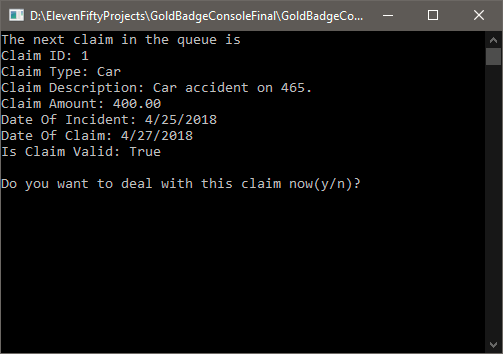 D:\ElevenFiftyProjects\GoldBadgeConsoleFinal\GoldBadgeCo...
The next claim in the queue is
Claim ID: 1
Claim Type: Car
Claim Description: Car accident on 465.
Claim Amount: 400.00
Date Of Incident: 4/25/2018
Date Of Claim: 4/27/2018
Is Claim Valid: True
Do you want to deal with this claim now(y/n)?